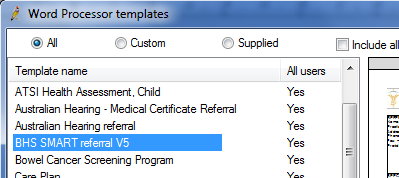 Word Processor templates
All Custom Supplied Include all
Template name All users
ATSI Health Assessment, Child Yes
Australian Hearing - Medical Certificate Referral Yes
Australian Hearing referral Yes
BHS SMART referral V5 Yes
Bowel Cancer Screening Program Yes
Care Plan Yes